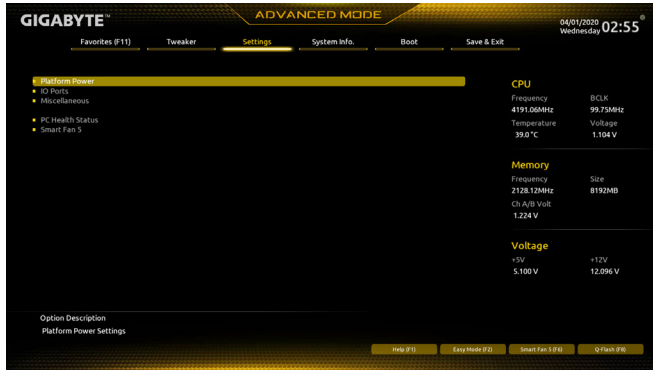 GIGABYTE™
ADVANCED MODE
04/01/2020
Wednesday 02:55
Favorites (F11) Tweaker Settings System Info. Boot Save & Exit
Platform Power
IO Ports
Miscellaneous
PC Health Status
Smart Fan 5
CPU
Frequency BCLK
4191.06MHz 99.75MHz
Temperature Voltage
39.0 °C 1.104 V
Memory
Frequency Size
2128.12MHz 8192MB
Ch A/B Volt
1.224 V
Voltage
+5V +12V
5.100 V 12.096 V
Option Description
Platform Power Settings
Help (F1) Easy Mode (F2) Smart Fan 5 (F6) Q-Flash (F8)